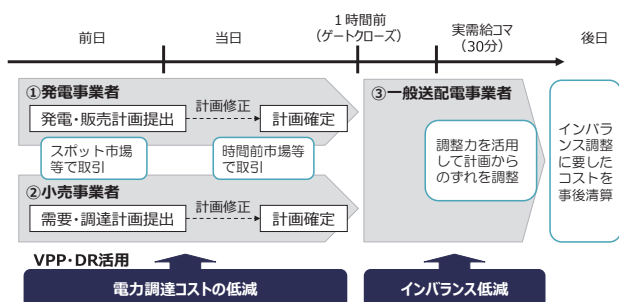 前日
当日
1時間前
(ゲートクローズ)
実需給コマ
(30分)
後日
①発電事業者
発電・販売計画提出
計画修正
計画確定
スポット市場
等で取引
時間前市場等
で取引
②小売事業者
需要・調達計画提出
計画修正
計画確定
③一般送配電事業者
調整力を活用
して計画から
のずれを調整
インバラ
ンス調整
に要した
コストを
事後清算
VPP・DR活用
電力調達コストの低減
インバランス低減